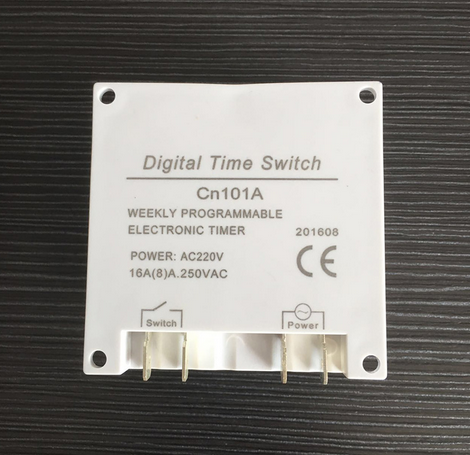 Digital Time Switch
Cn101A
WEEKLY PROGRAMMABLE
ELECTRONIC TIMER 201608
POWER: AC220V
16A(8)A.250VAC
CE
Switch Power